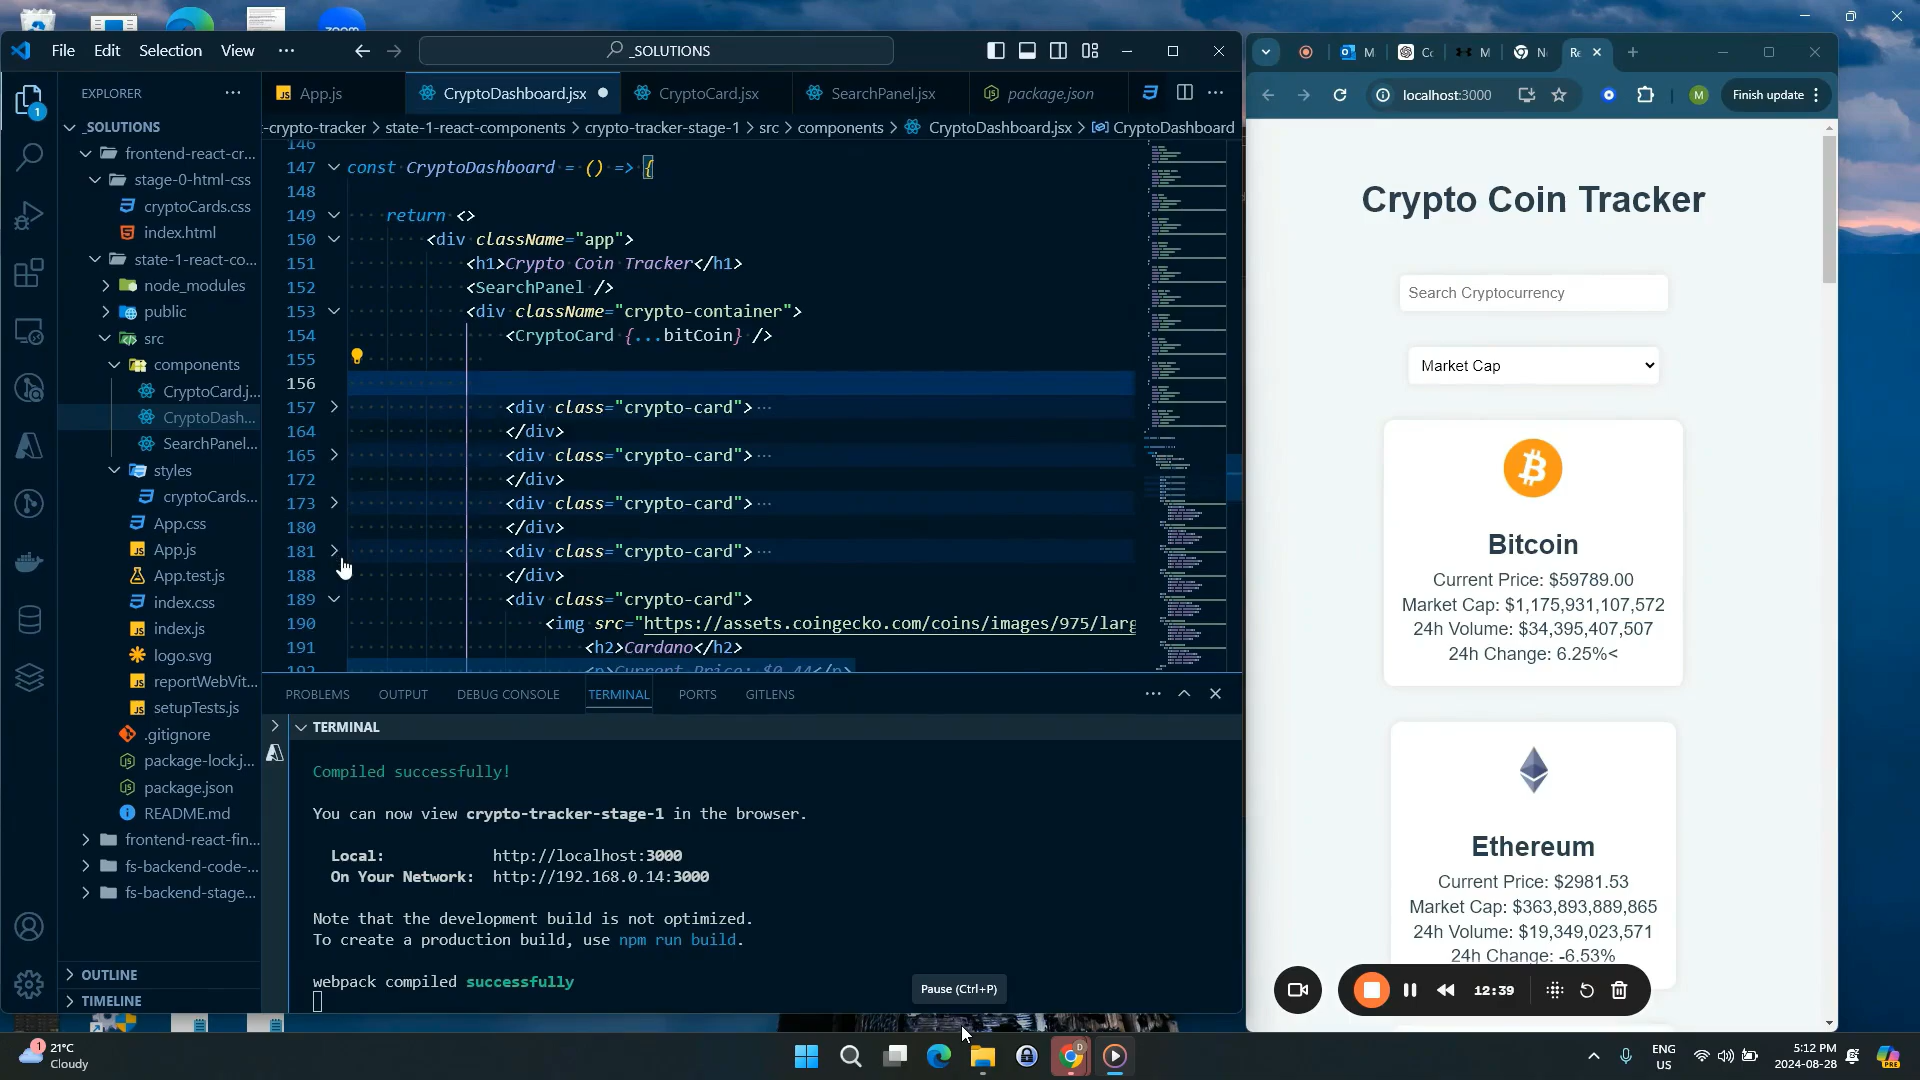 File Edit Selection View ···
_SOLUTIONS
EXPLORER ···
_SOLUTIONS
frontend-react-cr...
stage-0-html-css
cryptoCards.css
index.html
state-1-react-co...
node_modules
public
src
components
CryptoCard.j...
CryptoDash...
SearchPanel...
styles
cryptoCards...
App.css
App.js
App.test.js
index.css
index.js
logo.svg
reportWebVit...
setupTests.js
.gitignore
package-lock.j...
package.json
README.md
frontend-react-fin...
fs-backend-code-...
fs-backend-stage...
OUTLINE
TIMELINE
App.js CryptoDashboard.jsx CryptoCard.jsx SearchPanel.jsx package.json
t-crypto-tracker > state-1-react-components > crypto-tracker-stage-1 > src > components > CryptoDashboard.jsx > CryptoDashboard
146
147 const CryptoDashboard = () => {
148
149 return <>
150 <div className="app">
151 <h1>Crypto Coin Tracker</h1>
152 <SearchPanel />
153 <div className="crypto-container">
154 <CryptoCard {...bitCoin} />
155
156
157 <div class="crypto-card">···
164 </div>
165 <div class="crypto-card">···
172 </div>
173 <div class="crypto-card">···
180 </div>
181 <div class="crypto-card">···
188 </div>
189 <div class="crypto-card">
190 <img src="https://assets.coingecko.com/coins/images/975/larg
191 <h2>Cardano</h2>
192 <p>Current Price: $0.44</p>
PROBLEMS OUTPUT DEBUG CONSOLE TERMINAL PORTS GITLENS
TERMINAL
Compiled successfully!
You can now view crypto-tracker-stage-1 in the browser.
Local: http://localhost:3000
On Your Network: http://192.168.0.14:3000
Note that the development build is not optimized.
To create a production build, use npm run build.
webpack compiled successfully
Pause (Ctrl+P)
M Co M N Re
localhost:3000
M
Finish update
Crypto Coin Tracker
Search Cryptocurrency
Market Cap
Bitcoin
Current Price: $59789.00
Market Cap: $1,175,931,107,572
24h Volume: $34,395,407,507
24h Change: 6.25%<
Ethereum
Current Price: $2981.53
Market Cap: $363,893,889,865
24h Volume: $19,349,023,571
24h Change: -6.53%
12:39
zoom
1
21°C
Cloudy
ENG
US
5:12 PM
2024-08-28